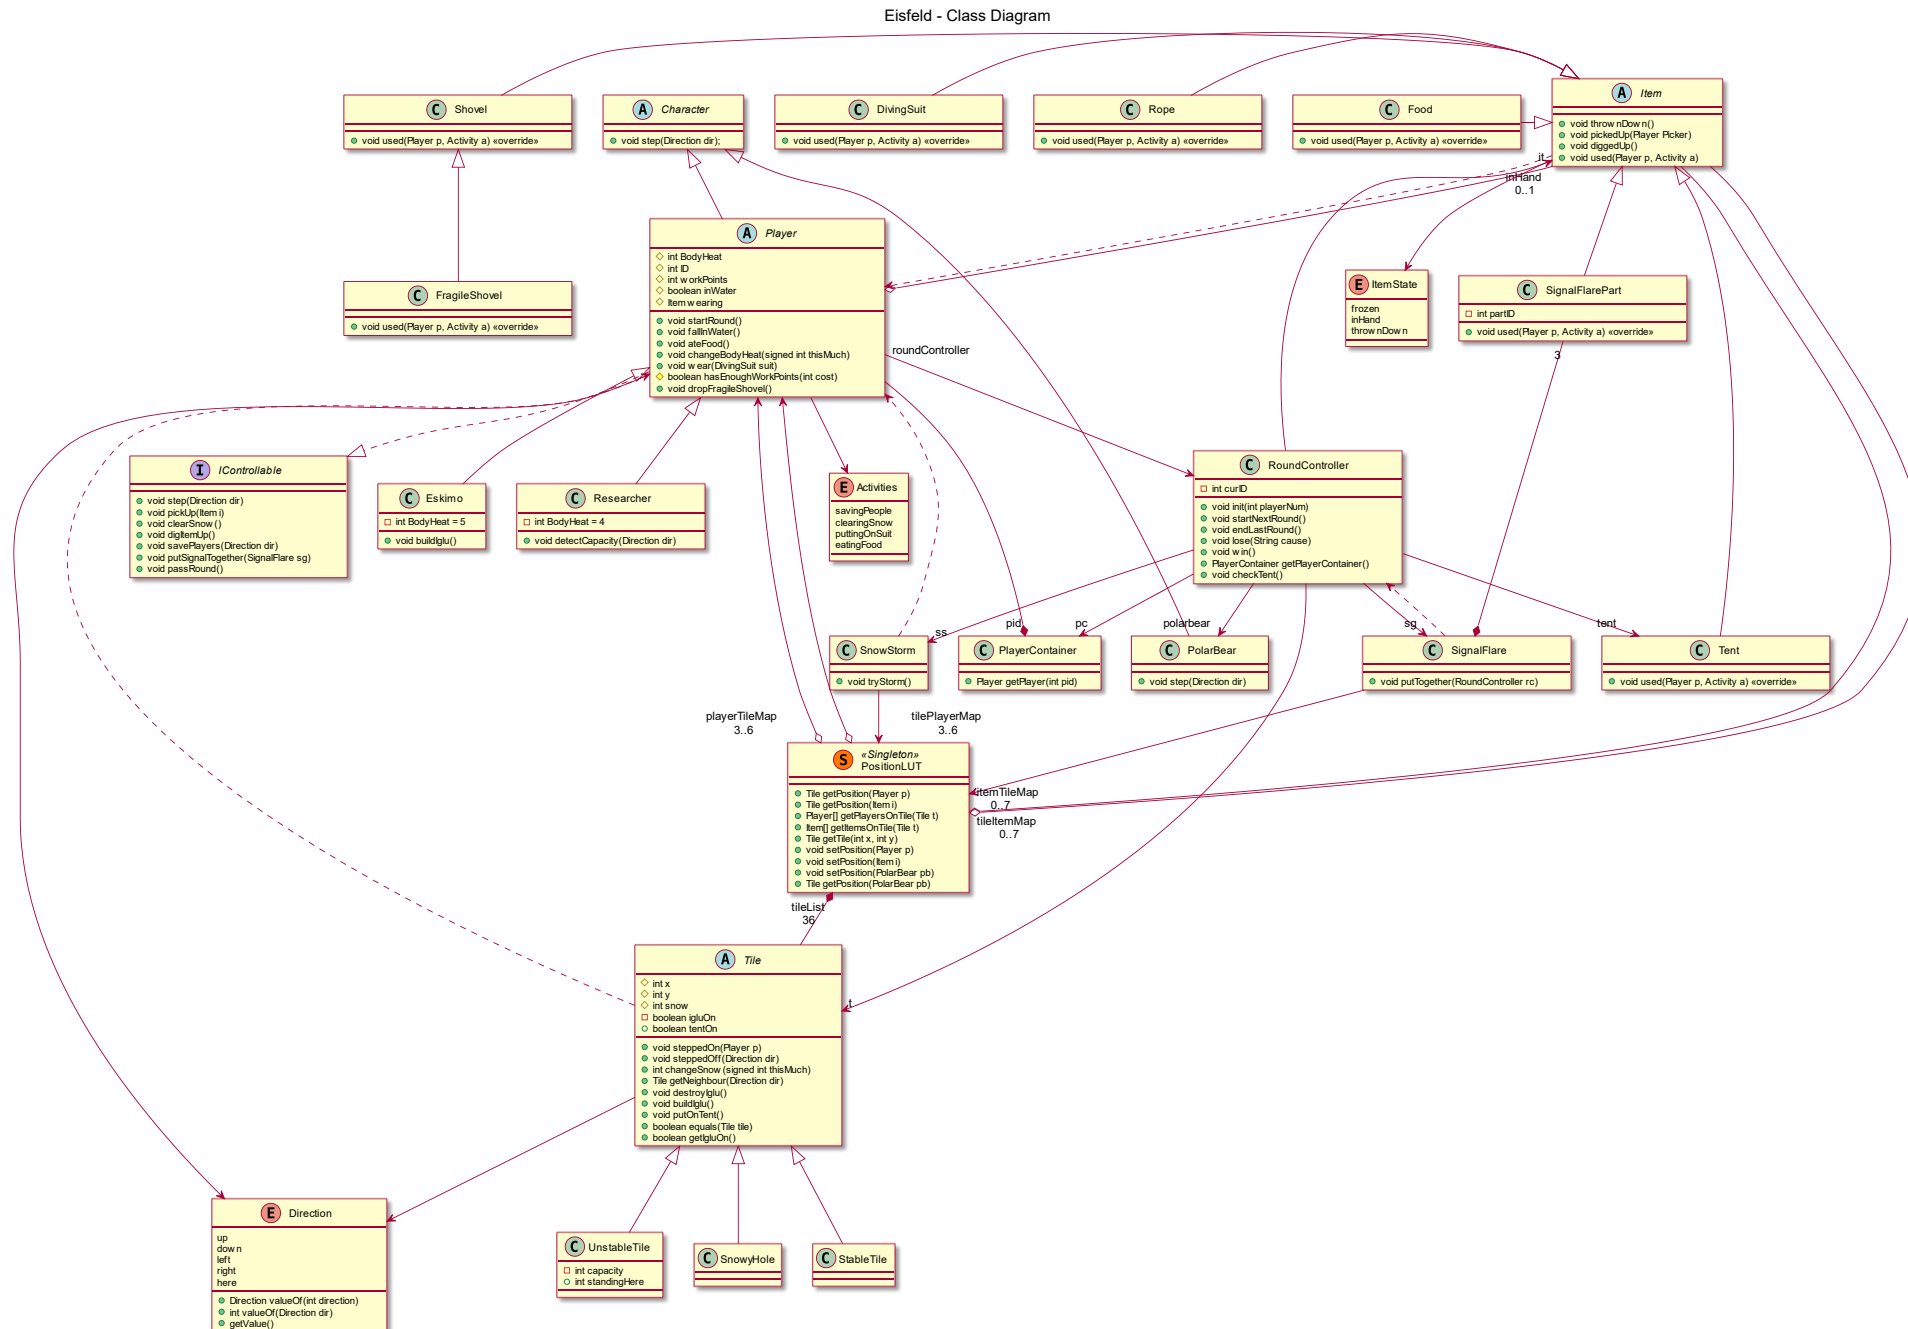 Eisfeld - Class Diagram
C Shovel
void used(Player p, Activity a) «override»
A Character
void step(Direction dir);
C DivingSuit
void used(Player p, Activity a) «override»
C Rope
void used(Player p, Activity a) «override»
C Food
void used(Player p, Activity a) «override»
A Item
void thrownDown()
void pickedUp(Player Picker)
void diggedUp()
void used(Player p, Activity a)
it
inHand
0..1
A Player
int BodyHeat
int ID
int workPoints
boolean inWater
Item wearing
void startRound()
void fallInWater()
void ateFood()
void changeBodyHeat(signed int thisMuch)
void wear(DivingSuit suit)
boolean hasEnoughWorkPoints(int cost)
void dropFragileShovel()
C FragileShovel
void used(Player p, Activity a) «override»
E ItemState
frozen
inHand
thrownDown
C SignalFlarePart
int partID
void used(Player p, Activity a) «override»
3
roundController
I IControllable
void step(Direction dir)
void pickUp(Item i)
void clearSnow()
void digItemUp()
void savePlayers(Direction dir)
void putSignalTogether(SignalFlare sg)
void passRound()
C Eskimo
int BodyHeat = 5
void buildIglu()
C Researcher
int BodyHeat = 4
void detectCapacity(Direction dir)
E Activities
savingPeople
clearingSnow
puttingOnSuit
eatingFood
C RoundController
int curID
void init(int playerNum)
void startNextRound()
void endLastRound()
void lose(String cause)
void win()
PlayerContainer getPlayerContainer()
void checkTent()
ss
pid
pc
polarbear
sg
tent
C SnowStorm
void tryStorm()
C PlayerContainer
Player getPlayer(int pid)
C PolarBear
void step(Direction dir)
C SignalFlare
void putTogether(RoundController rc)
C Tent
void used(Player p, Activity a) «override»
playerTileMap
3..6
tilePlayerMap
3..6
S «Singleton»
PositionLUT
Tile getPosition(Player p)
Tile getPosition(Item i)
Player[] getPlayersOnTile(Tile t)
Item[] getItemsOnTile(Tile t)
Tile getTile(int x, int y)
void setPosition(Player p)
void setPosition(Item i)
void setPosition(PolarBear pb)
Tile getPosition(PolarBear pb)
itemTileMap
0..7
tileItemMap
0..7
tileList
36
A Tile
int x
int y
int snow
boolean igluOn
boolean tentOn
void steppedOn(Player p)
void steppedOff(Direction dir)
int changeSnow (signed int thisMuch)
Tile getNeighbour(Direction dir)
void destroyIglu()
void buildIglu()
void putOnTent()
boolean equals(Tile tile)
boolean getIgluOn()
t
E Direction
up
down
left
right
here
Direction valueOf(int direction)
int valueOf(Direction dir)
getValue()
C UnstableTile
int capacity
int standingHere
C SnowyHole
C StableTile